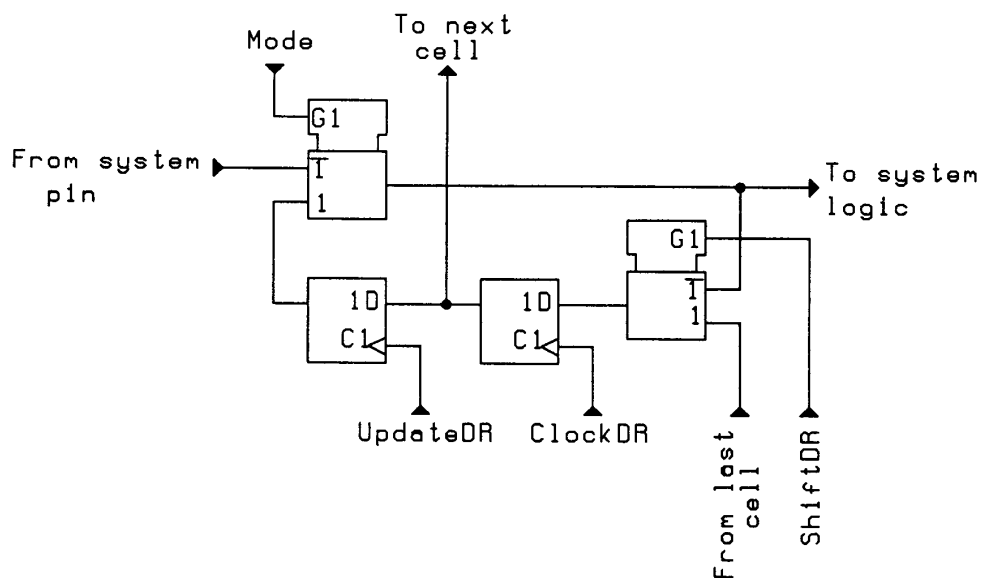 To next
cell
Mode
G1
From system
pin
1
1
To system
logic
G1
1D
C1
1D
C1
1
1
UpdateDR
ClockDR
From last
cell
ShiftDR